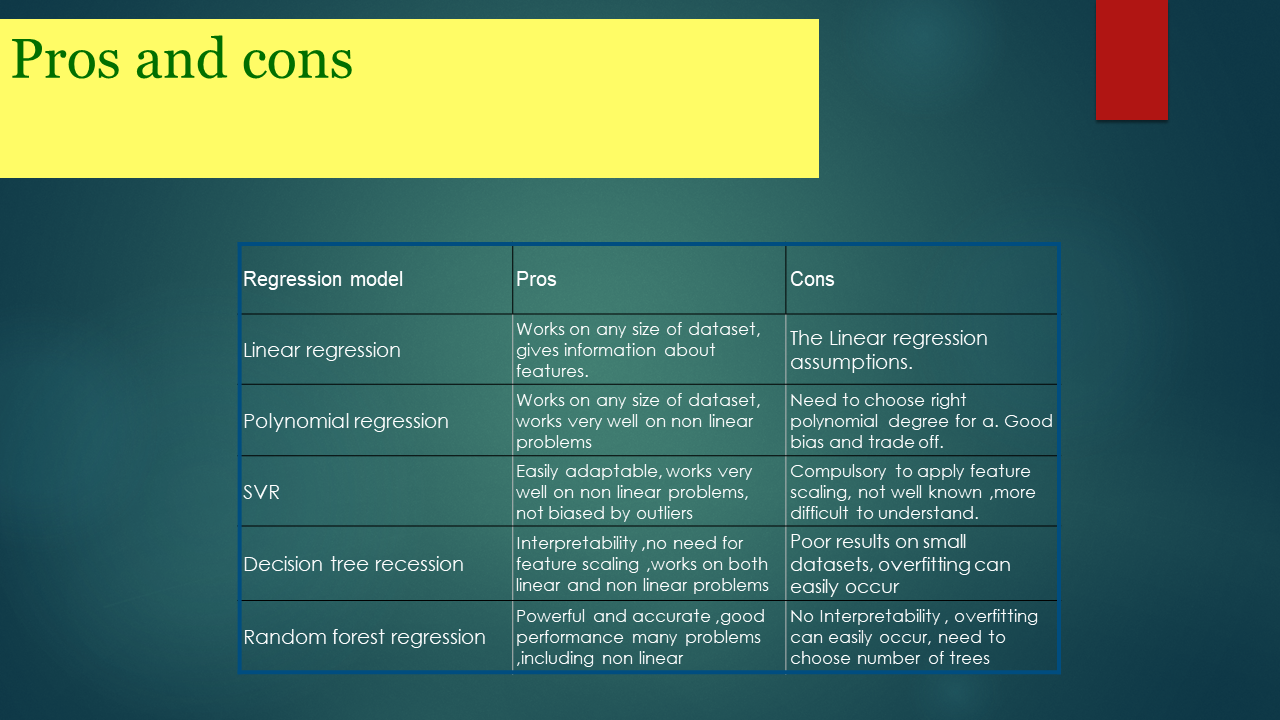 Pros and cons
Regression model
Pros
Cons
Linear regression
Works on any size of dataset,
gives information about
features.
The Linear regression
assumptions.
Polynomial regression
Works on any size of dataset,
works very well on non linear
problems
Need to choose right
polynomial degree for a. Good
bias and trade off.
SVR
Easily adaptable, works very
well on non linear problems,
not biased by outliers
Compulsory to apply feature
scaling, not well known ,more
difficult to understand.
Decision tree recession
Interpretability ,no need for
feature scaling ,works on both
linear and non linear problems
Poor results on small
datasets, overfitting can
easily occur
Random forest regression
Powerful and accurate ,good
performance many problems
,including non linear
No Interpretability , overfitting
can easily occur, need to
choose number of trees